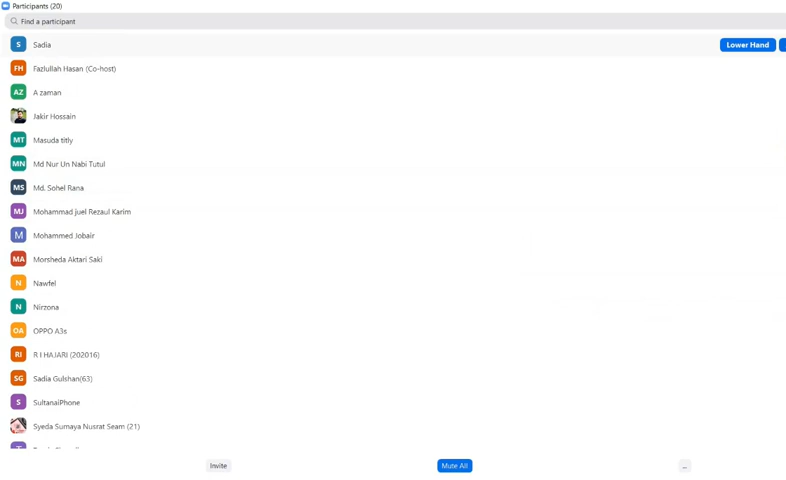 Participants (20)
Find a participant
S Sadia Lower Hand
FH Fazlullah Hasan (Co-host)
AZ A zaman
Jakir Hossain
MT Masuda titly
MN Md Nur Un Nabi Tutul
MS Md. Sohel Rana
MJ Mohammad juel Rezaul Karim
M Mohammed Jobair
MA Morsheda Aktari Saki
N Nawfel
N Nirzona
OA OPPO A3s
RI R I HAJARI (202016)
SG Sadia Gulshan(63)
S SultanaiPhone
Syeda Sumaya Nusrat Seam (21)
Invite Mute All ...